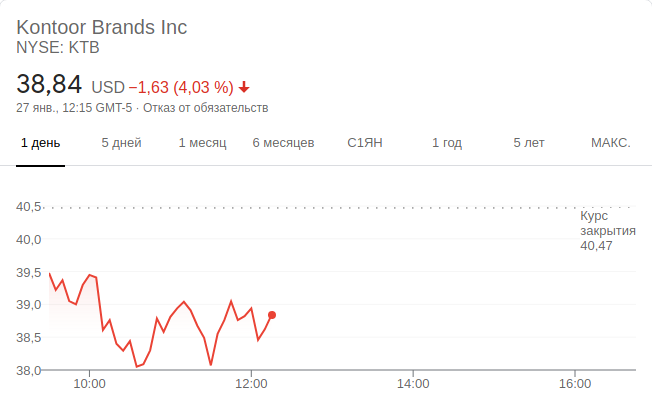 Kontoor Brands Inc
NYSE: KTB
38,84 USD −1,63 (4,03 %)
27 янв., 12:15 GMT-5 · Отказ от обязательств
1 день 5 дней 1 месяц 6 месяцев С1ЯН 1 год 5 лет МАКС.
40,5
40,0
39,5
39,0
38,5
38,0
Курс
закрытия
40,47
10:00 12:00 14:00 16:00